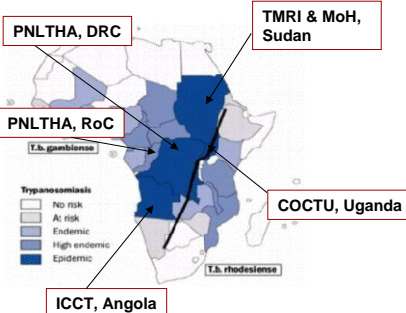 TMRI & MoH,
Sudan
PNLTHA, DRC
PNLTHA, RoC
T.b. gambiense
Trypanosomiasis
No risk
At risk
Endemic
High endemic
Epidemic
COCTU, Uganda
T.b. rhodesiense
ICCT, Angola